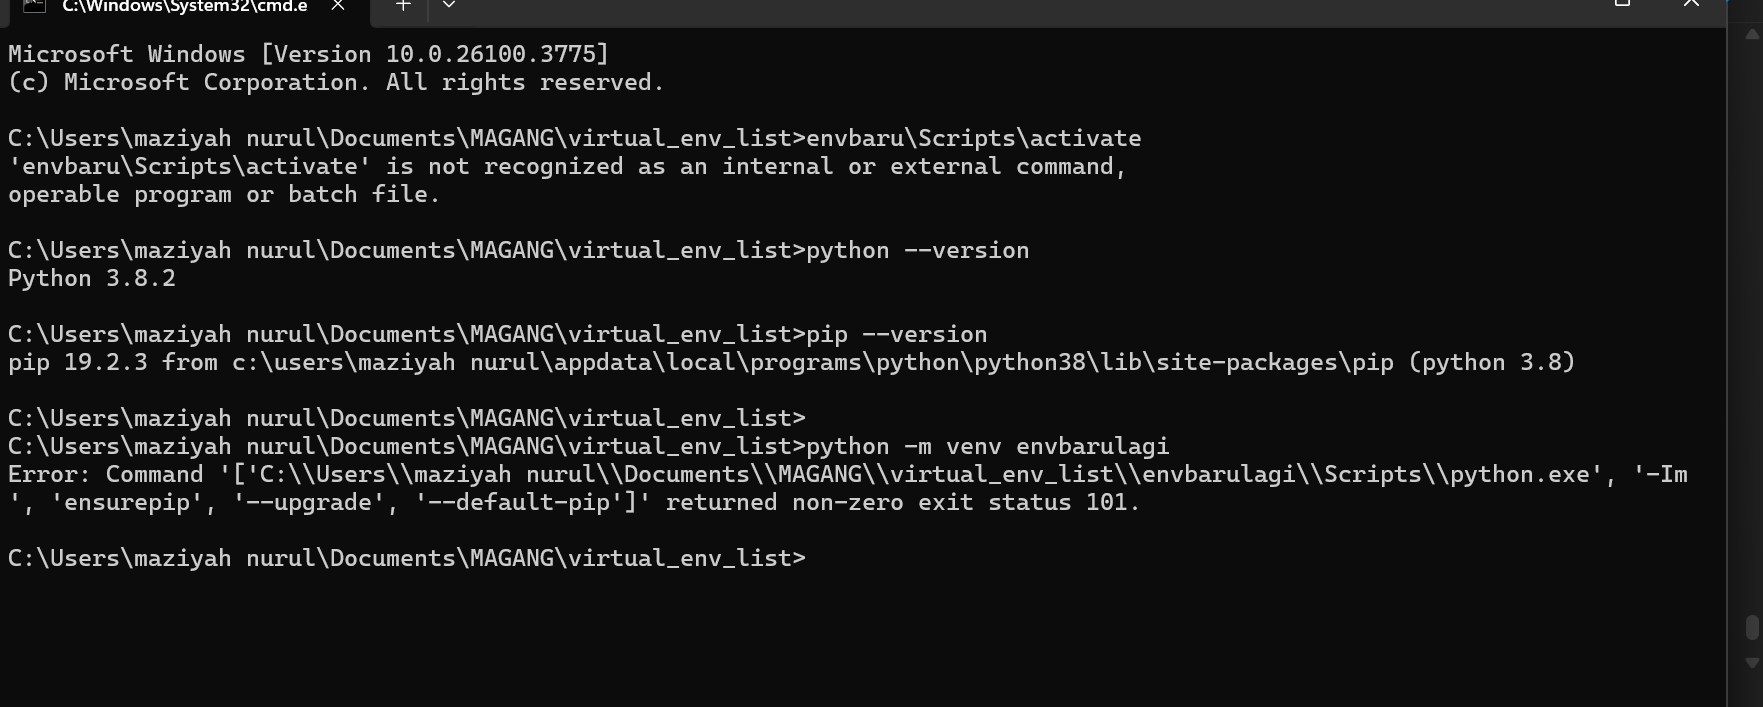 C:\Windows\System32\cmd.e
Microsoft Windows [Version 10.0.26100.3775]
(c) Microsoft Corporation. All rights reserved.
C:\Users\maziyah nurul\Documents\MAGANG\virtual_env_list>envbaru\Scripts\activate
'envbaru\Scripts\activate' is not recognized as an internal or external command,
operable program or batch file.
C:\Users\maziyah nurul\Documents\MAGANG\virtual_env_list>python --version
Python 3.8.2
C:\Users\maziyah nurul\Documents\MAGANG\virtual_env_list>pip --version
pip 19.2.3 from c:\users\maziyah nurul\appdata\local\programs\python\python38\lib\site-packages\pip (python 3.8)
C:\Users\maziyah nurul\Documents\MAGANG\virtual_env_list>
C:\Users\maziyah nurul\Documents\MAGANG\virtual_env_list>python -m venv envbarulagi
Error: Command '['C:\\Users\\maziyah nurul\\Documents\\MAGANG\\virtual_env_list\\envbarulagi\\Scripts\\python.exe', '-Im
', 'ensurepip', '--upgrade', '--default-pip']' returned non-zero exit status 101.
C:\Users\maziyah nurul\Documents\MAGANG\virtual_env_list>